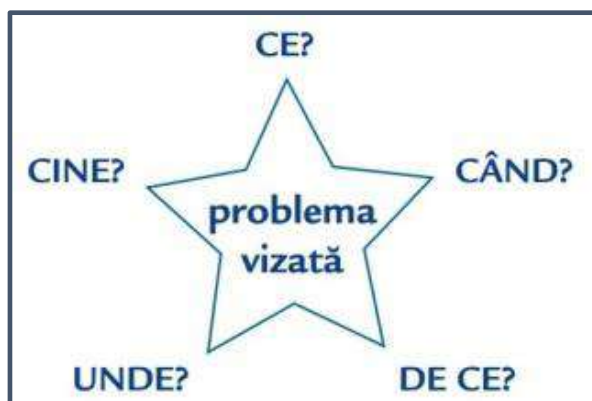 CE?
CINE?
CÂND?
problema
vizată
UNDE?
DE CE?